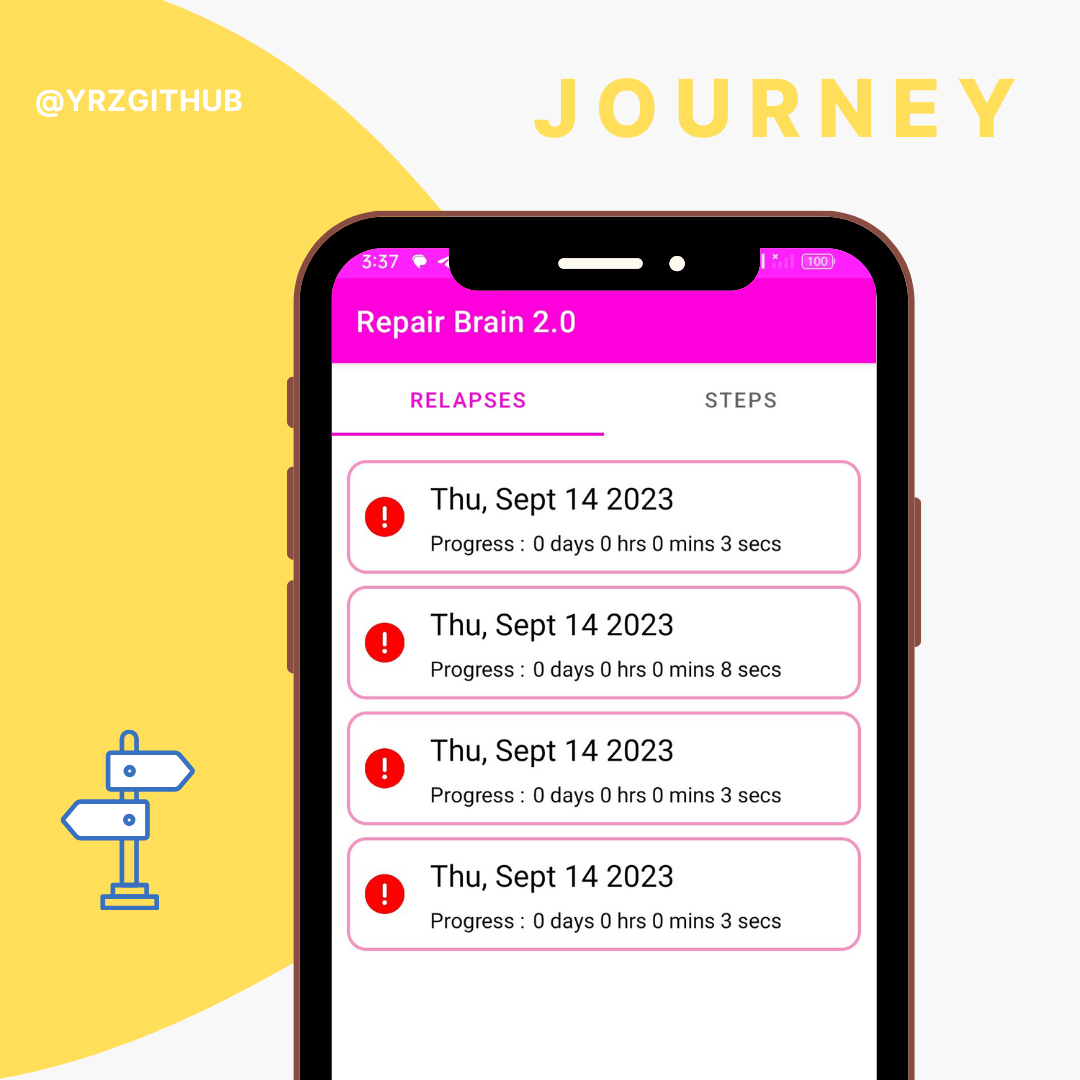 @YRZGITHUB
JOURNEY
3:37
100
Repair Brain 2.0
RELAPSES
STEPS
Thu, Sept 14 2023
Progress : 0 days 0 hrs 0 mins 3 secs
Thu, Sept 14 2023
Progress : 0 days 0 hrs 0 mins 8 secs
Thu, Sept 14 2023
Progress : 0 days 0 hrs 0 mins 3 secs
Thu, Sept 14 2023
Progress : 0 days 0 hrs 0 mins 3 secs